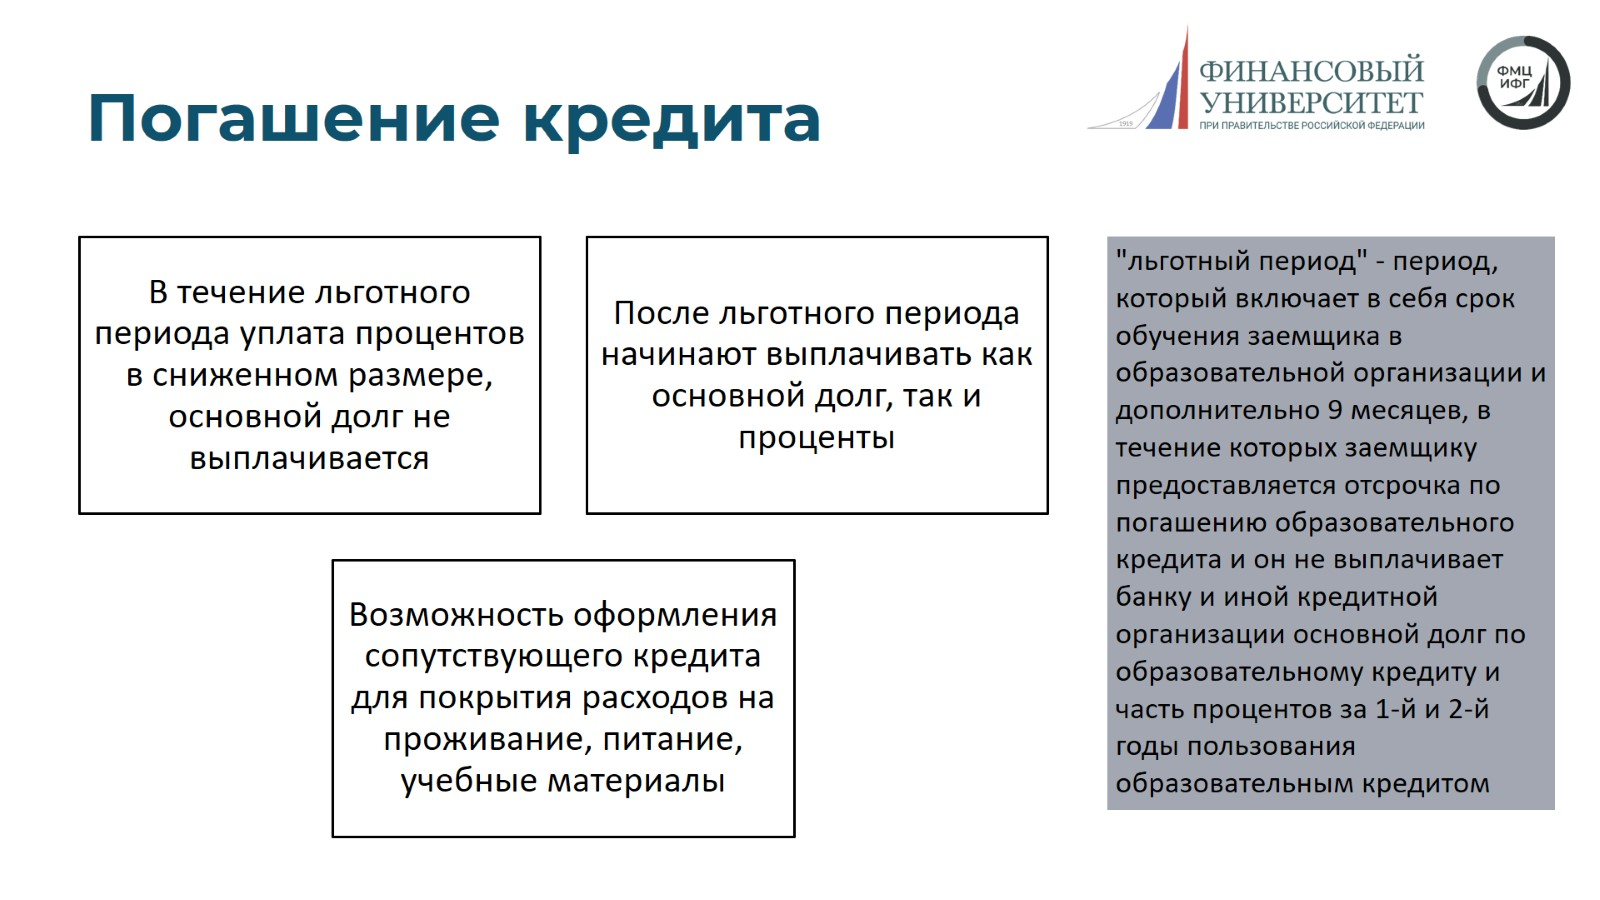 Погашение кредита
1919
ФИНАНСОВЫЙ
УНИВЕРСИТЕТ
ПРИ ПРАВИТЕЛЬСТВЕ РОССИЙСКОЙ ФЕДЕРАЦИИ
ФМЦ
ИФГ
В течение льготного
периода уплата процентов
в сниженном размере,
основной долг не
выплачивается
После льготного периода
начинают выплачивать как
основной долг, так и
проценты
Возможность оформления
сопутствующего кредита
для покрытия расходов на
проживание, питание,
учебные материалы
"льготный период" - период,
который включает в себя срок
обучения заемщика в
образовательной организации и
дополнительно 9 месяцев, в
течение которых заемщику
предоставляется отсрочка по
погашению образовательного
кредита и он не выплачивает
банку и иной кредитной
организации основной долг по
образовательному кредиту и
часть процентов за 1-й и 2-й
годы пользования
образовательным кредитом